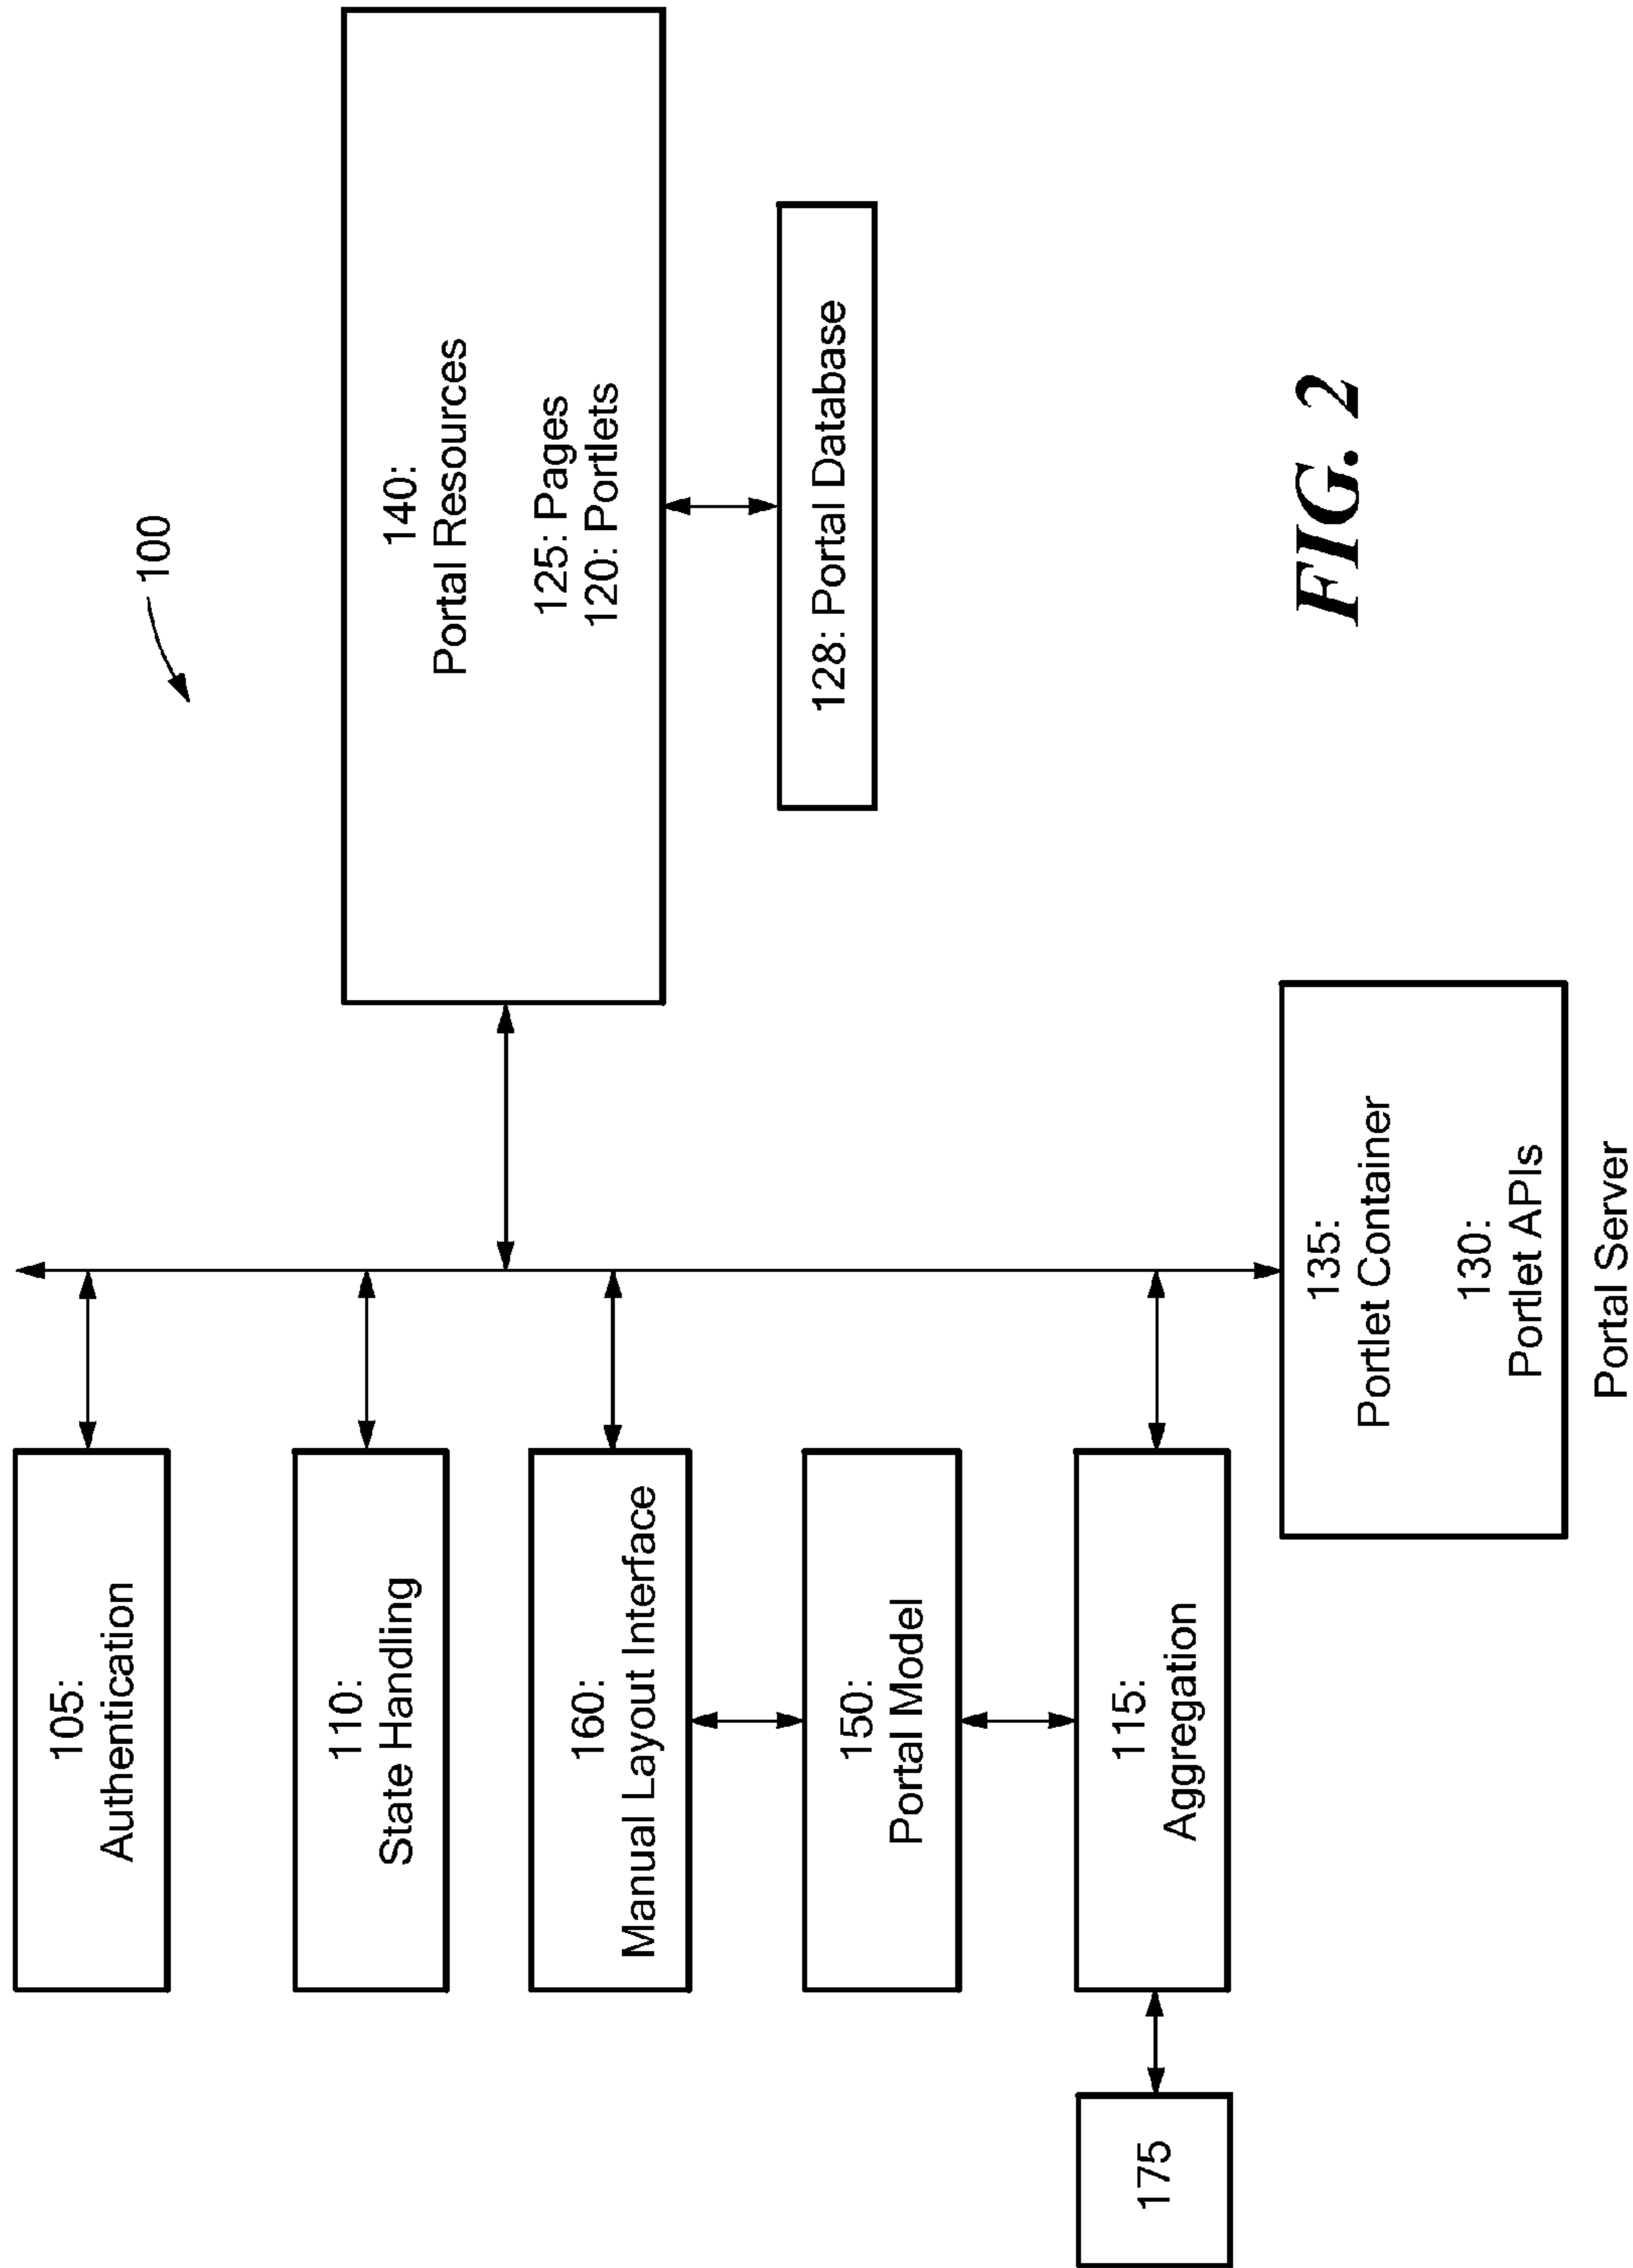 100
105:
Authentication
110:
State Handling
160:
Manual Layout Interface
150:
Portal Model
175
115:
Aggregation
140:
Portal Resources
125: Pages
120: Portlets
128: Portal Database
135:
Portlet Container
130:
Portlet APIs
Portal Server
FIG. 2